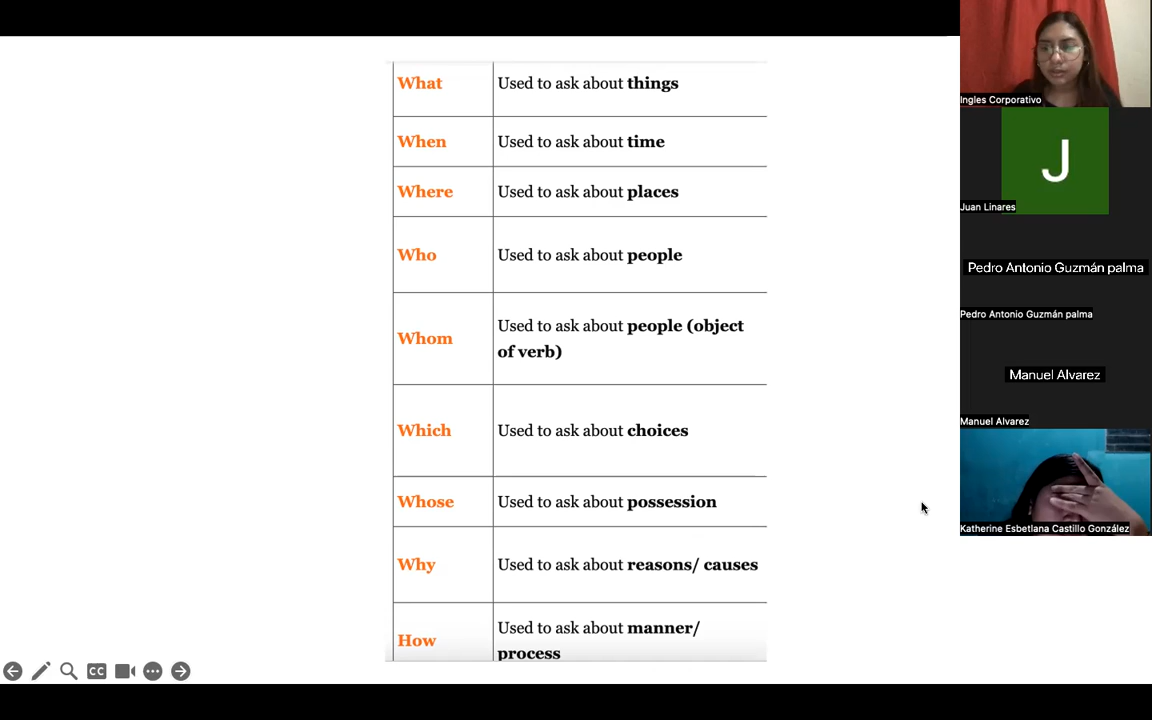 What Used to ask about things
When Used to ask about time
Where Used to ask about places
Who Used to ask about people
Whom Used to ask about people (object
of verb)
Which Used to ask about choices
Whose Used to ask about possession
Why Used to ask about reasons/ causes
How Used to ask about manner/
process
CC
Ingles Corporativo
J
Juan Linares
Pedro Antonio Guzmán palma
Pedro Antonio Guzmán palma
Manuel Alvarez
Manuel Alvarez
Katherine Esbetlana Castillo González